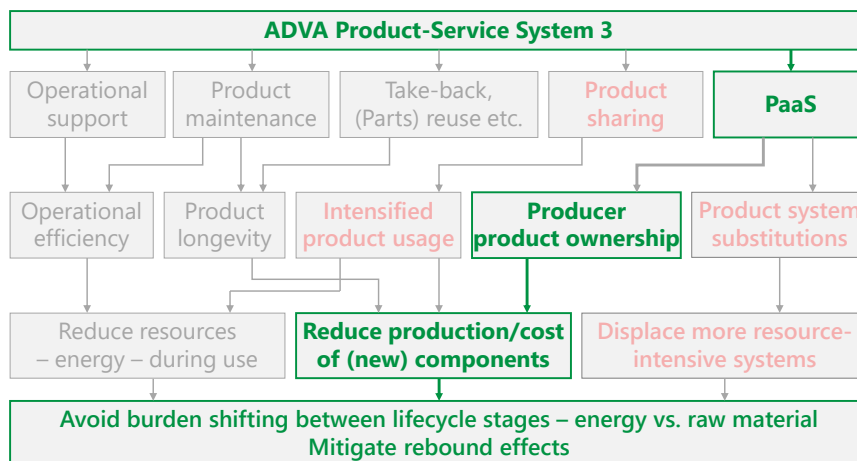 ADVA Product-Service System 3
Operational
support
Product
maintenance
Take-back,
(Parts) reuse etc.
Product
sharing
PaaS
Operational
efficiency
Product
longevity
Intensified
product usage
Producer
product ownership
Product system
substitutions
Reduce resources
– energy – during use
Reduce production/cost
of (new) components
Displace more resource-
intensive systems
Avoid burden shifting between lifecycle stages – energy vs. raw material
Mitigate rebound effects